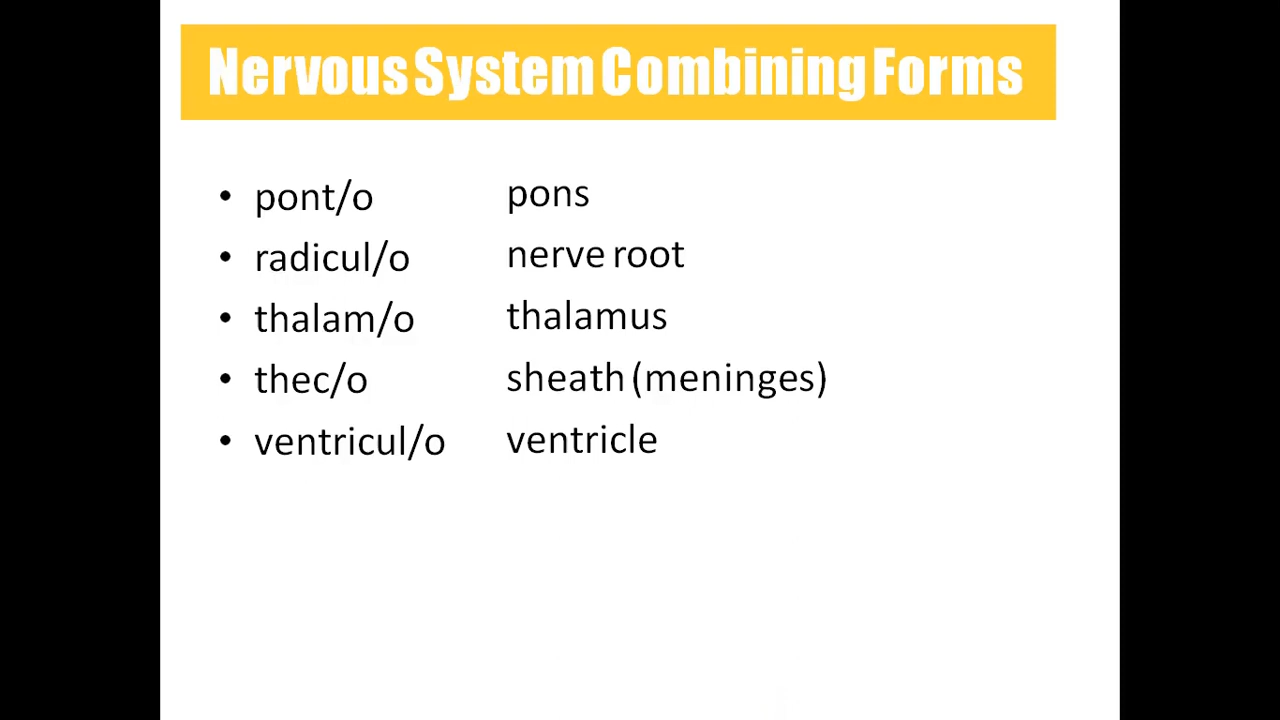 Nervous System Combining Forms
• pont/o pons
• radicul/o nerve root
• thalam/o thalamus
• thec/o sheath (meninges)
• ventricul/o ventricle